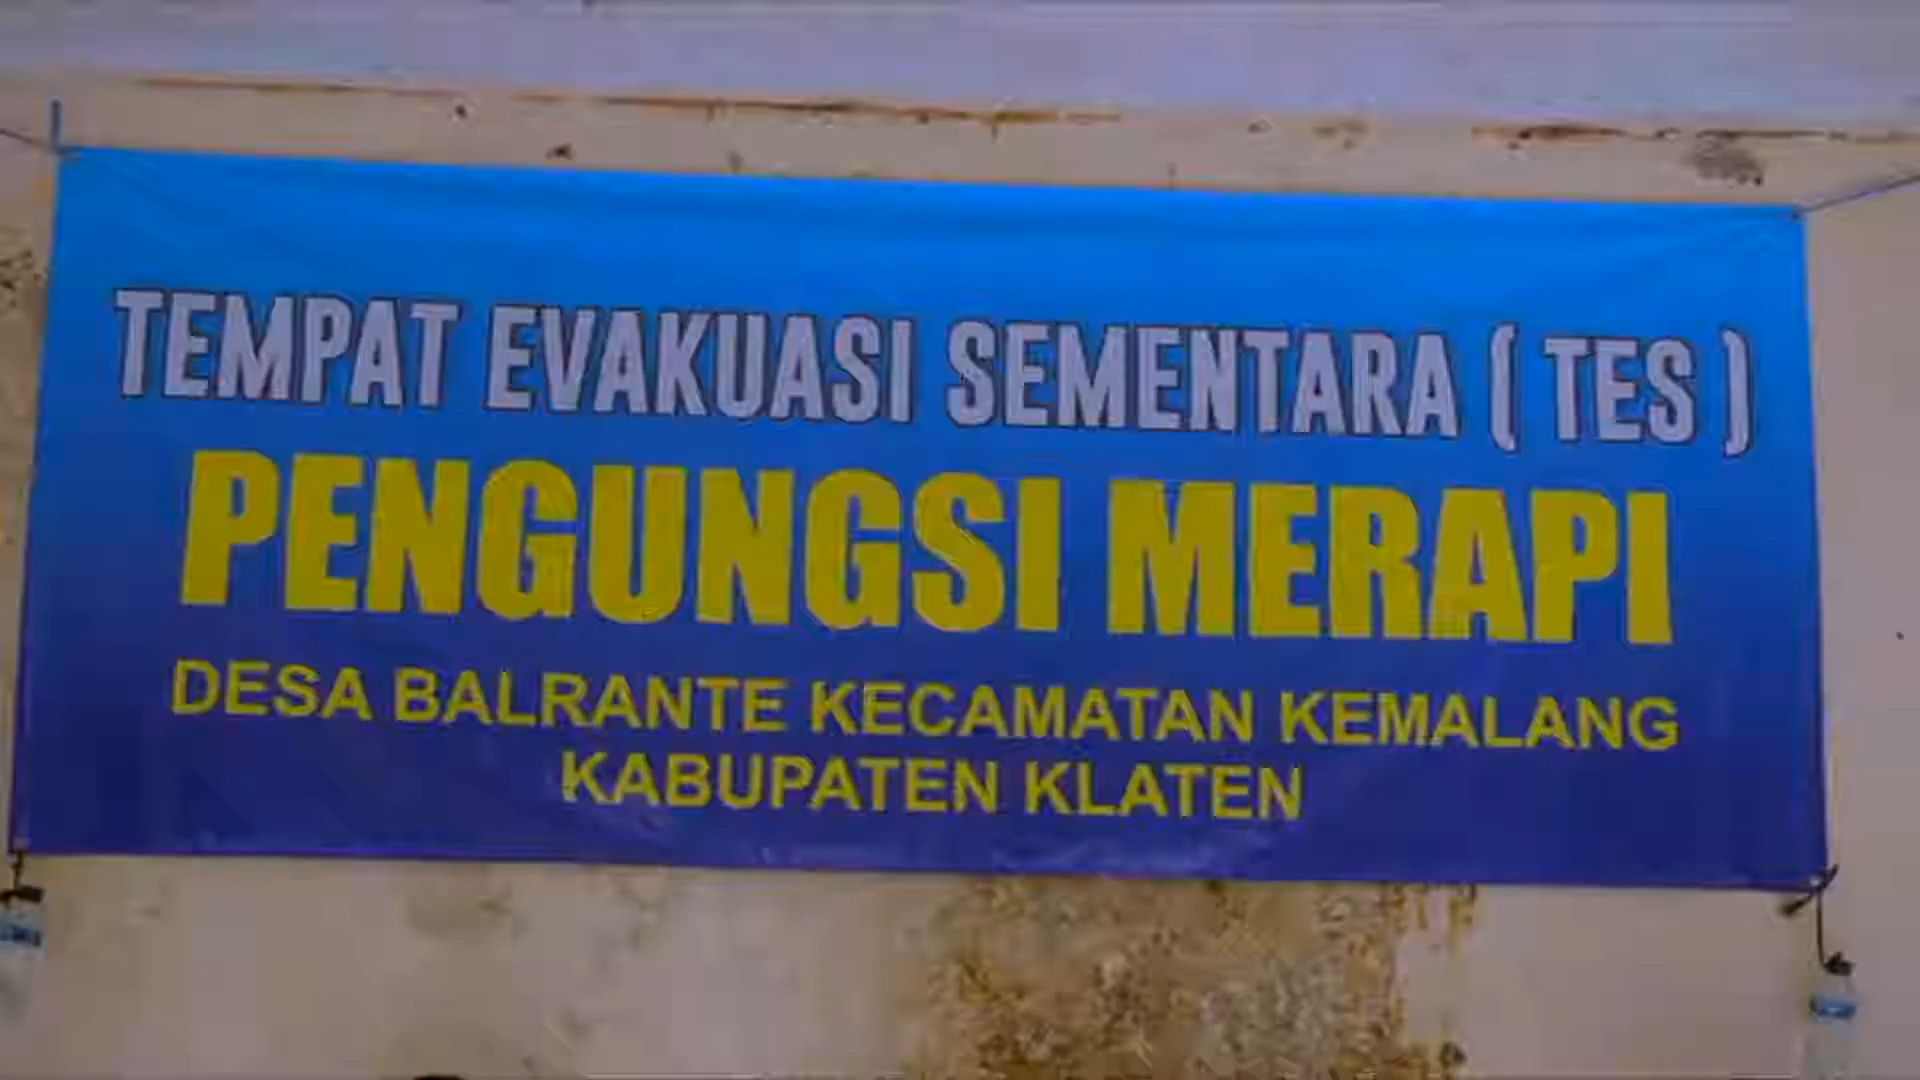 TEMPAT EVAKUASI SEMENTARA ( TES )
PENGUNGSI MERAPI
DESA BALRANTE KECAMATAN KEMALANG
KABUPATEN KLATEN